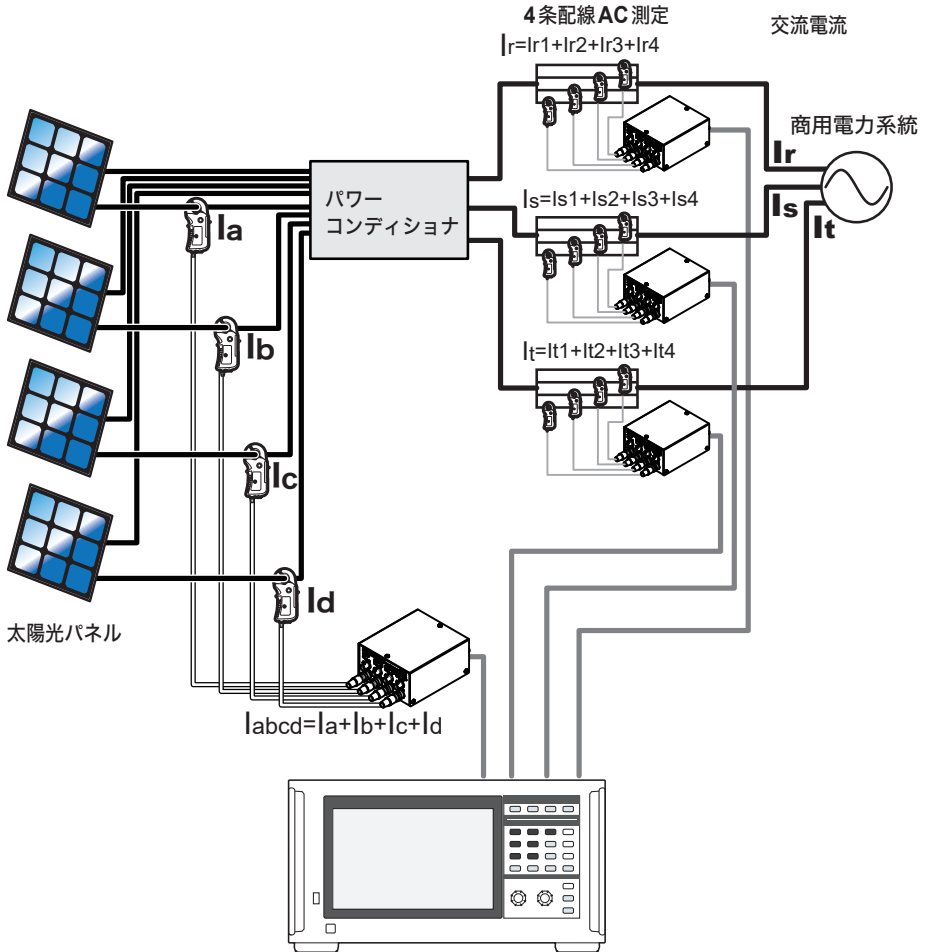 4条配線AC測定
交流電流
Ir=Ir1+Ir2+Ir3+Ir4
商用電力系統
Ir
Is
It
パワー
コンディショナ
Is=Is1+Is2+Is3+Is4
Ia
Ib
It=It1+It2+It3+It4
Ic
Id
太陽光パネル
Iabcd=Ia+Ib+Ic+Id